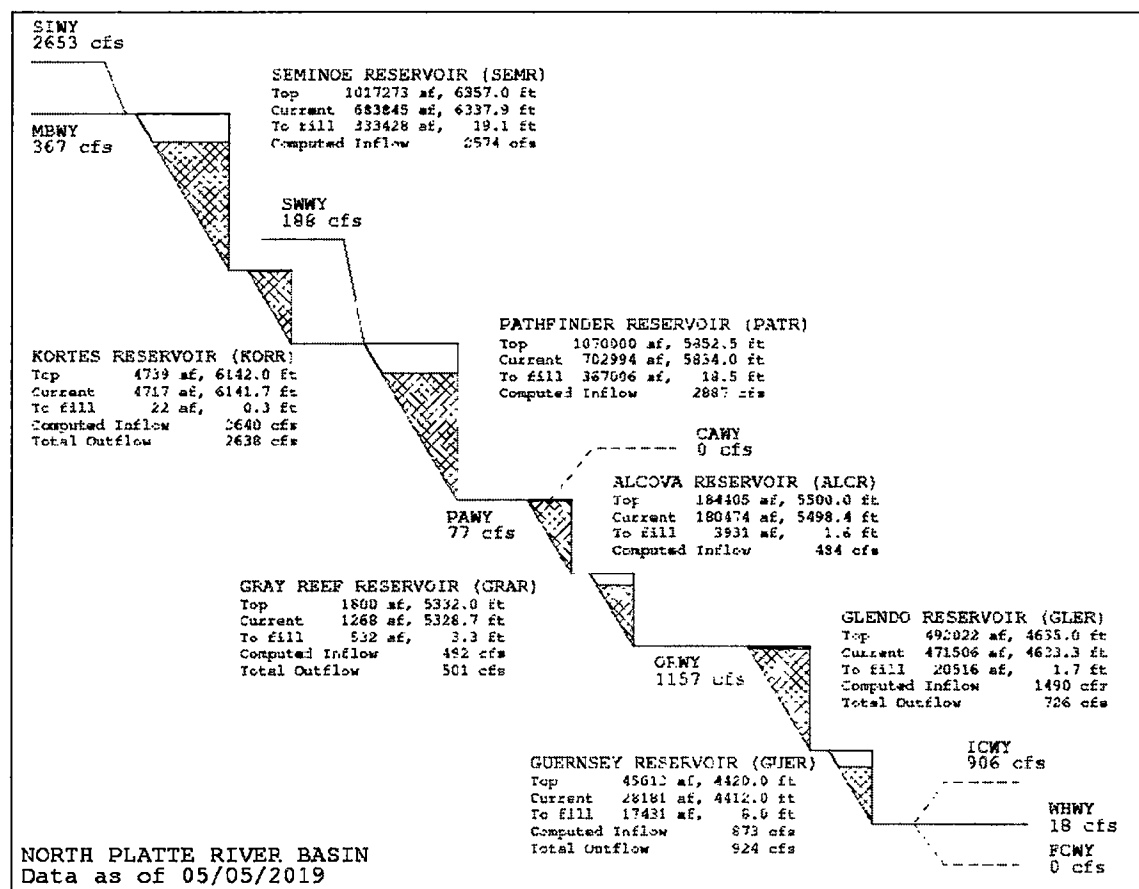 SIWY
2653 cfs
MBWY
367 cfs
SEMINOE RESERVOIR (SEMR)
Top 1017273 af, 6357.0 ft
Current 683845 af, 6337.9 ft
To fill 333428 af, 19.1 ft
Computed Inflow 2574 cfs
SWWY
188 cfs
KORTES RESERVOIR (KORR)
Top 4739 af, 6142.0 ft
Current 4717 af, 6141.7 ft
To fill 22 af, 0.3 ft
Computed Inflow 2640 cfs
Total Outflow 2638 cfs
PATHFINDER RESERVOIR (PATR)
Top 1070000 af, 5852.5 ft
Current 702994 af, 5834.0 ft
To fill 367006 af, 18.5 ft
Computed Inflow 2887 cfs
CAWY
0 cfs
PAWY
77 cfs
ALCOVA RESERVOIR (ALCR)
Top 184405 af, 5500.0 ft
Current 180474 af, 5498.4 ft
To fill 3931 af, 1.6 ft
Computed Inflow 484 cfs
GRAY REEF RESERVOIR (GRAR)
Top 1800 af, 5332.0 ft
Current 1268 af, 5328.7 ft
To fill 532 af, 3.3 ft
Computed Inflow 492 cfs
Total Outflow 501 cfs
ORWY
1157 cfs
GLENDO RESERVOIR (GLER)
Top 492022 af, 4635.0 ft
Current 471506 af, 4633.3 ft
To fill 20516 af, 1.7 ft
Computed Inflow 1490 cfs
Total Outflow 726 cfs
GUERNSEY RESERVOIR (GUER)
Top 45612 af, 4420.0 ft
Current 28181 af, 4412.0 ft
To fill 17431 af, 8.0 ft
Computed Inflow 873 cfs
Total Outflow 924 cfs
ICWY
906 cfs
WHWY
18 cfs
FCWY
0 cfs
NORTH PLATTE RIVER BASIN
Data as of 05/05/2019